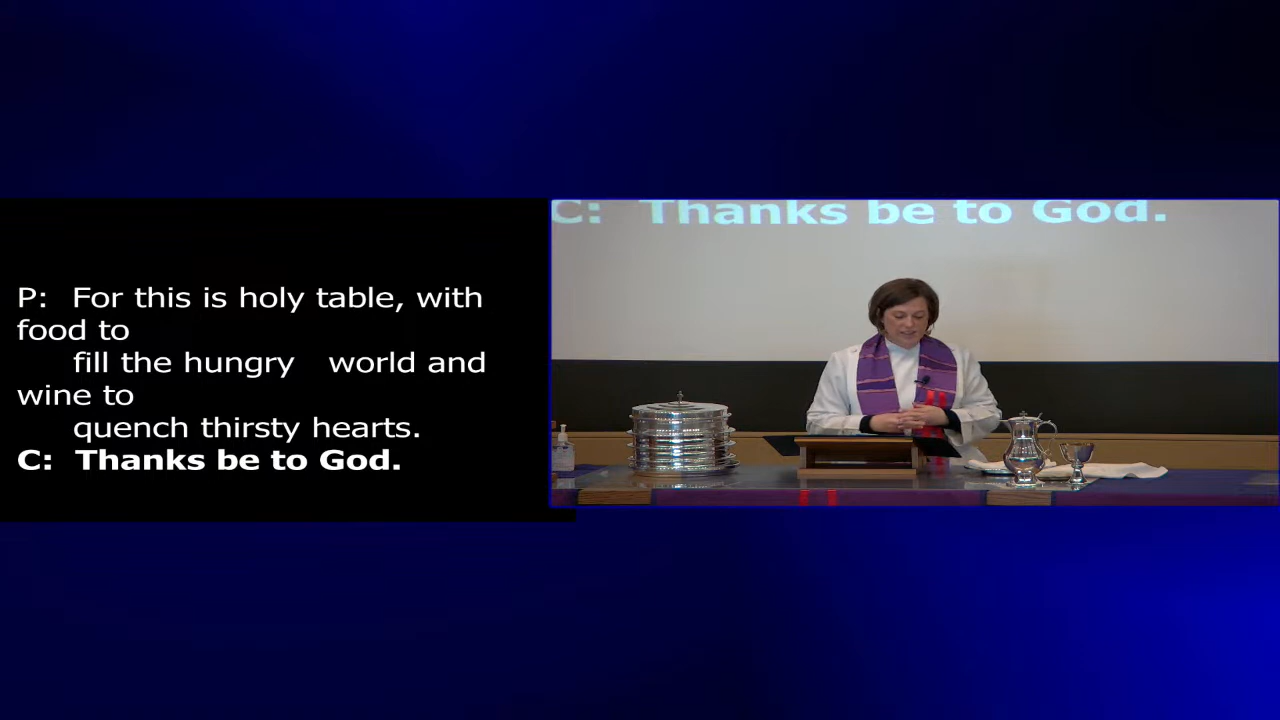 P: For this is holy table, with
food to
fill the hungry world and
wine to
quench thirsty hearts.
C: Thanks be to God.
C: Thanks be to God.